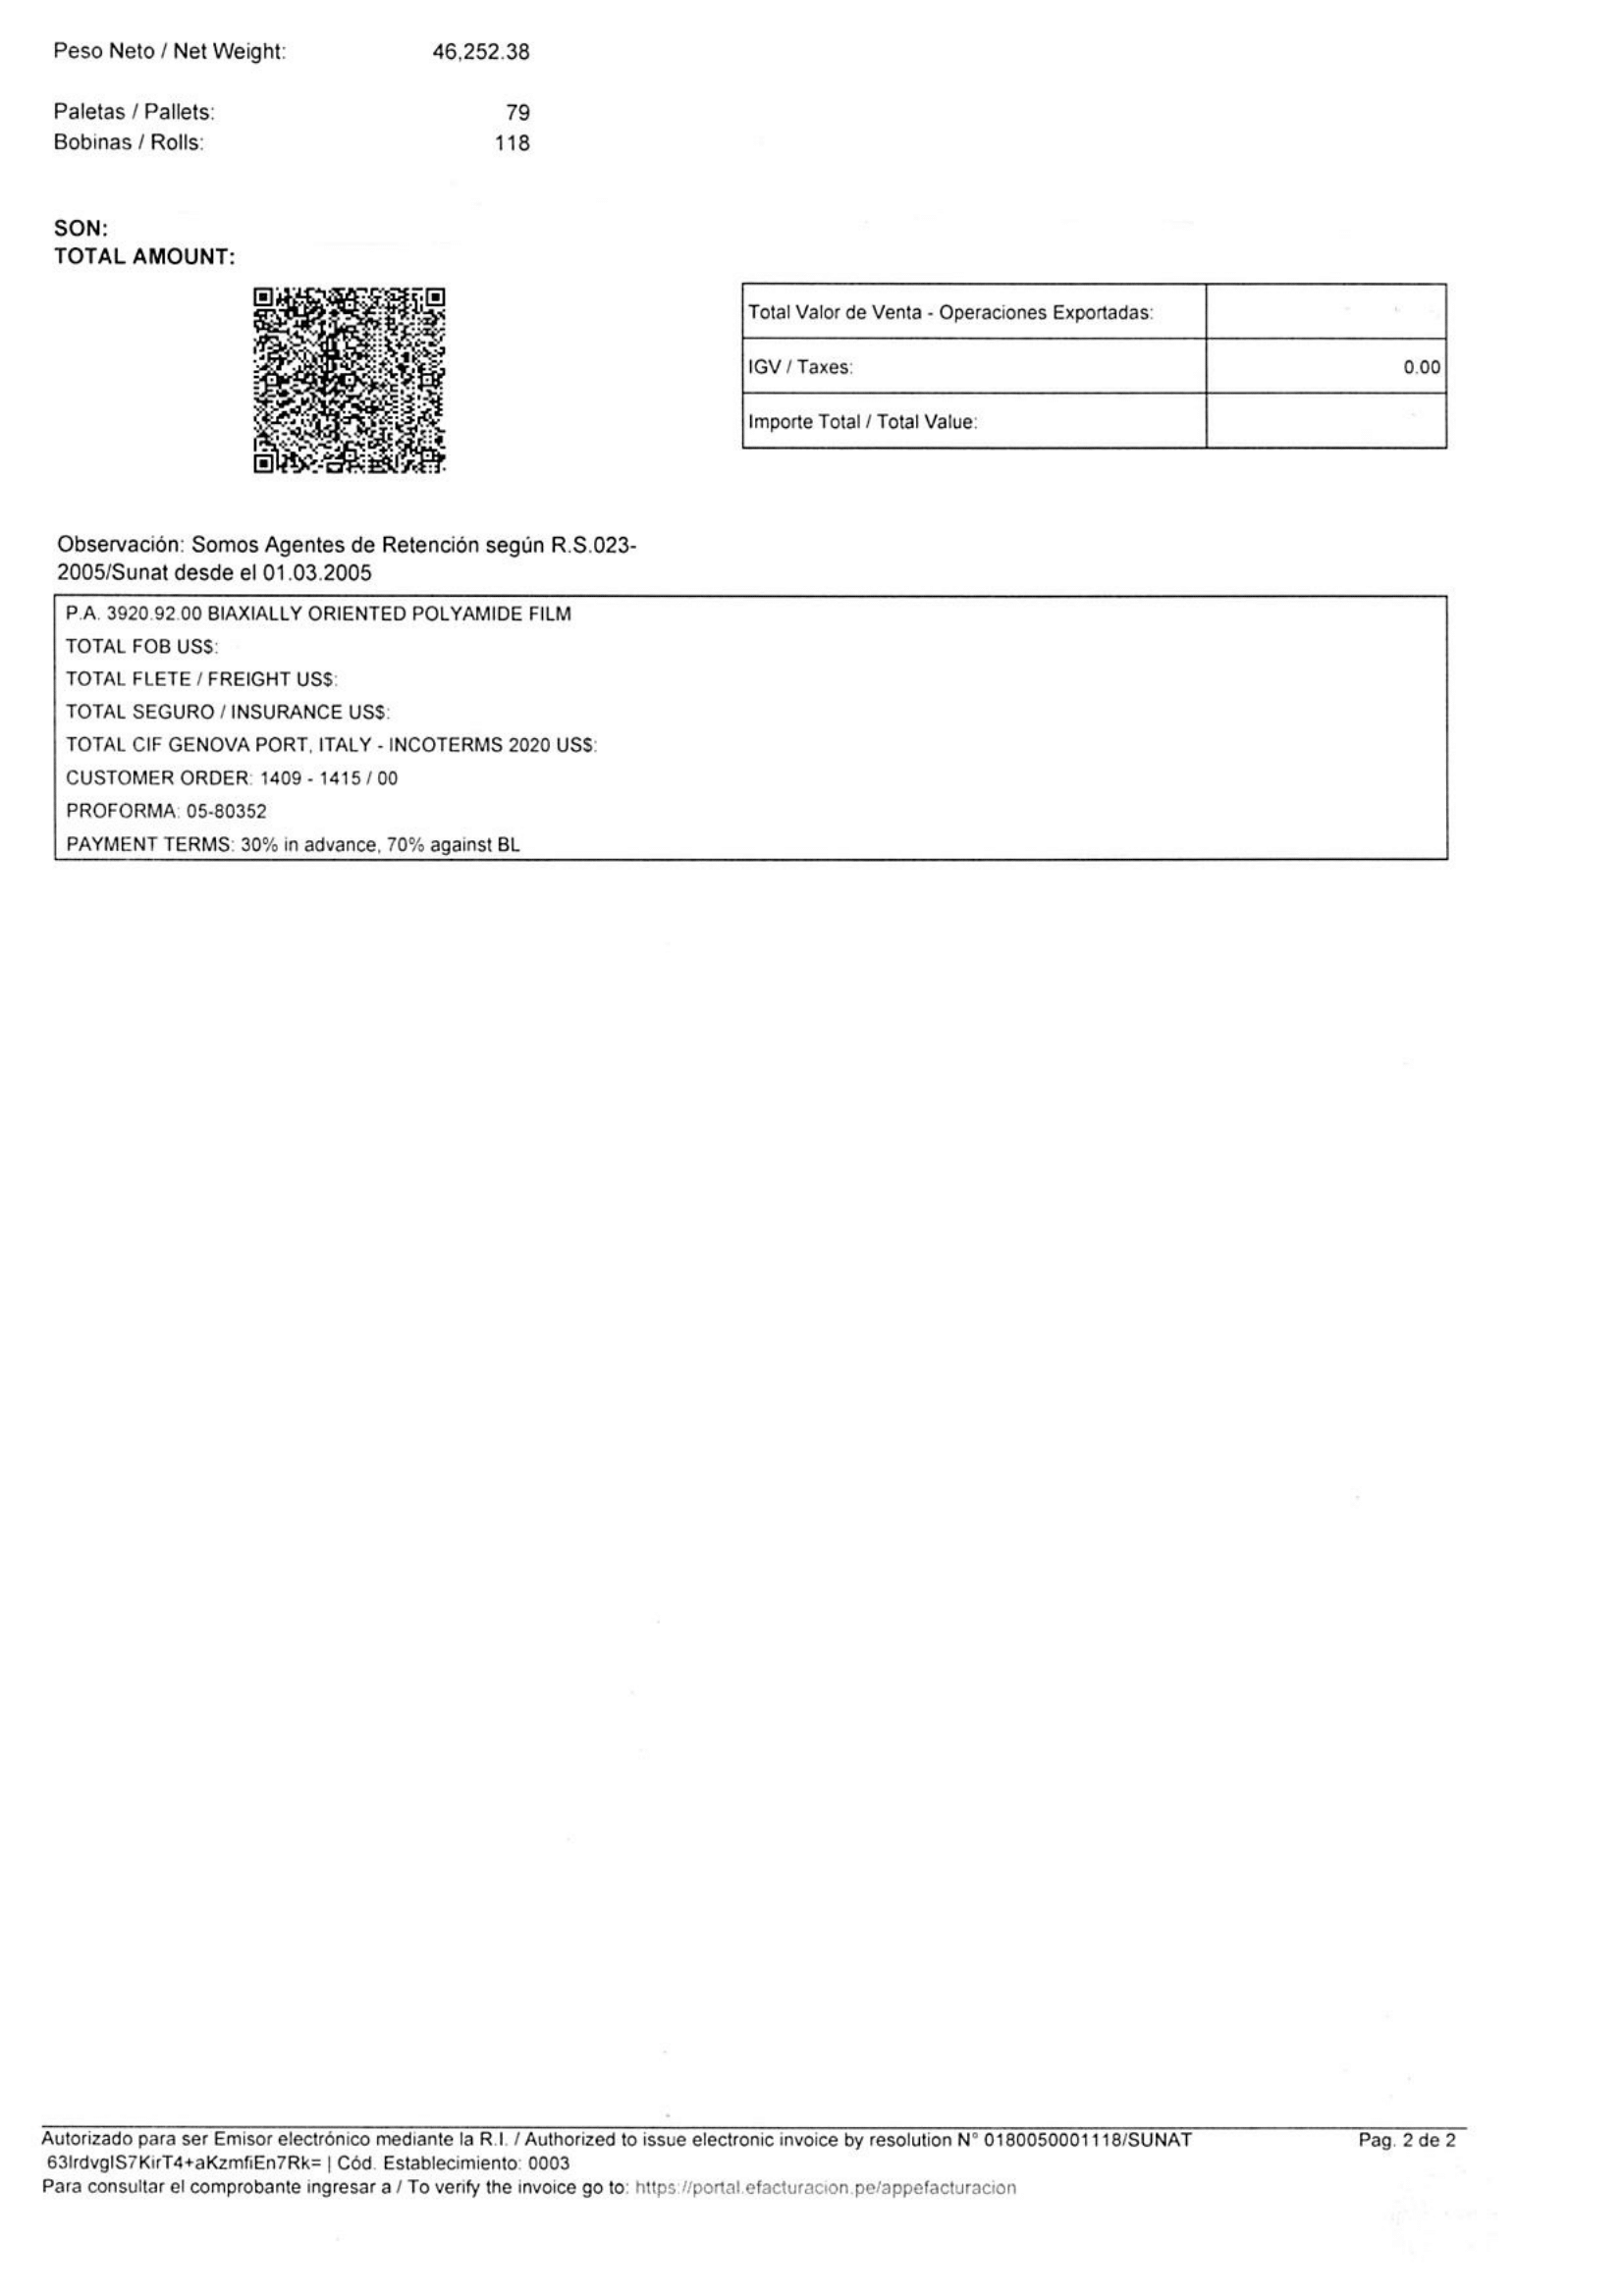 Peso Neto / Net Weight: 46,252.38
Paletas / Pallets: 79
Bobinas / Rolls: 118
SON:
TOTAL AMOUNT:
Total Valor de Venta - Operaciones Exportadas:
IGV / Taxes: 0.00
Importe Total / Total Value:
Observación: Somos Agentes de Retención según R.S.023-
2005/Sunat desde el 01.03.2005
P.A. 3920.92.00 BIAXIALLY ORIENTED POLYAMIDE FILM
TOTAL FOB US$:
TOTAL FLETE / FREIGHT US$:
TOTAL SEGURO / INSURANCE US$:
TOTAL CIF GENOVA PORT, ITALY - INCOTERMS 2020 US$:
CUSTOMER ORDER: 1409 - 1415 / 00
PROFORMA: 05-80352
PAYMENT TERMS: 30% in advance, 70% against BL
Autorizado para ser Emisor electrónico mediante la R.I. / Authorized to issue electronic invoice by resolution N° 0180050001118/SUNAT Pag. 2 de 2
63IrdvgIS7KirT4+aKzmfiEn7Rk= | Cód. Establecimiento: 0003
Para consultar el comprobante ingresar a / To verify the invoice go to: https://portal.efacturacion.pe/appefacturacion